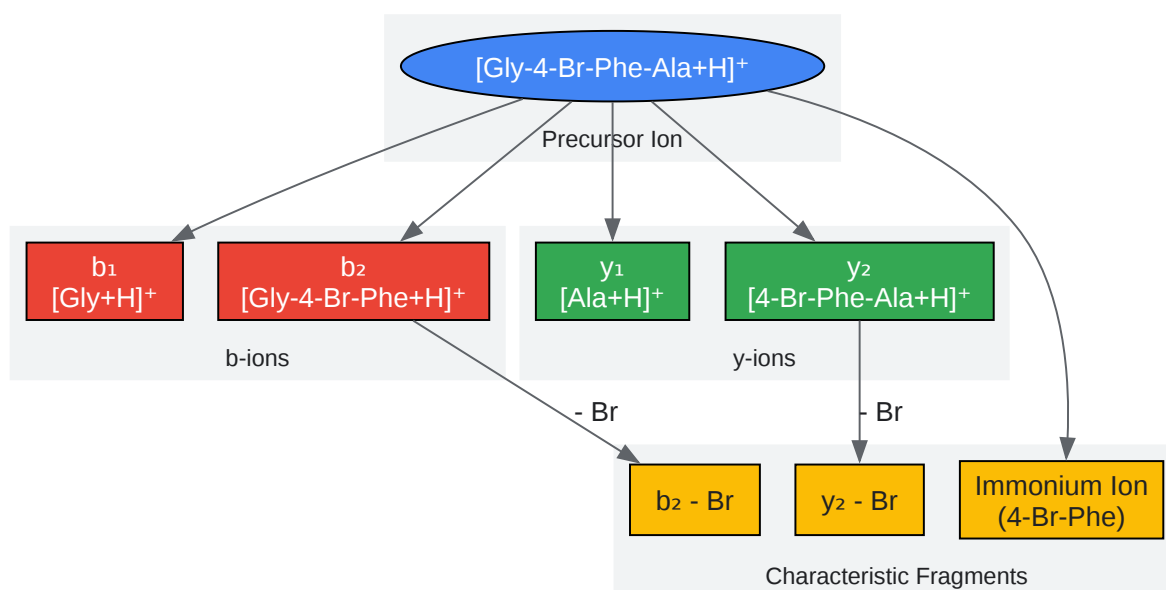 [Gly-4-Br-Phe-Ala+H]⁺
Precursor Ion
b₁
[Gly+H]⁺
b₂
[Gly-4-Br-Phe+H]⁺
y₁
[Ala+H]⁺
y₂
[4-Br-Phe-Ala+H]⁺
b-ions
y-ions
- Br
- Br
b₂ - Br
y₂ - Br
Immonium Ion
(4-Br-Phe)
Characteristic Fragments